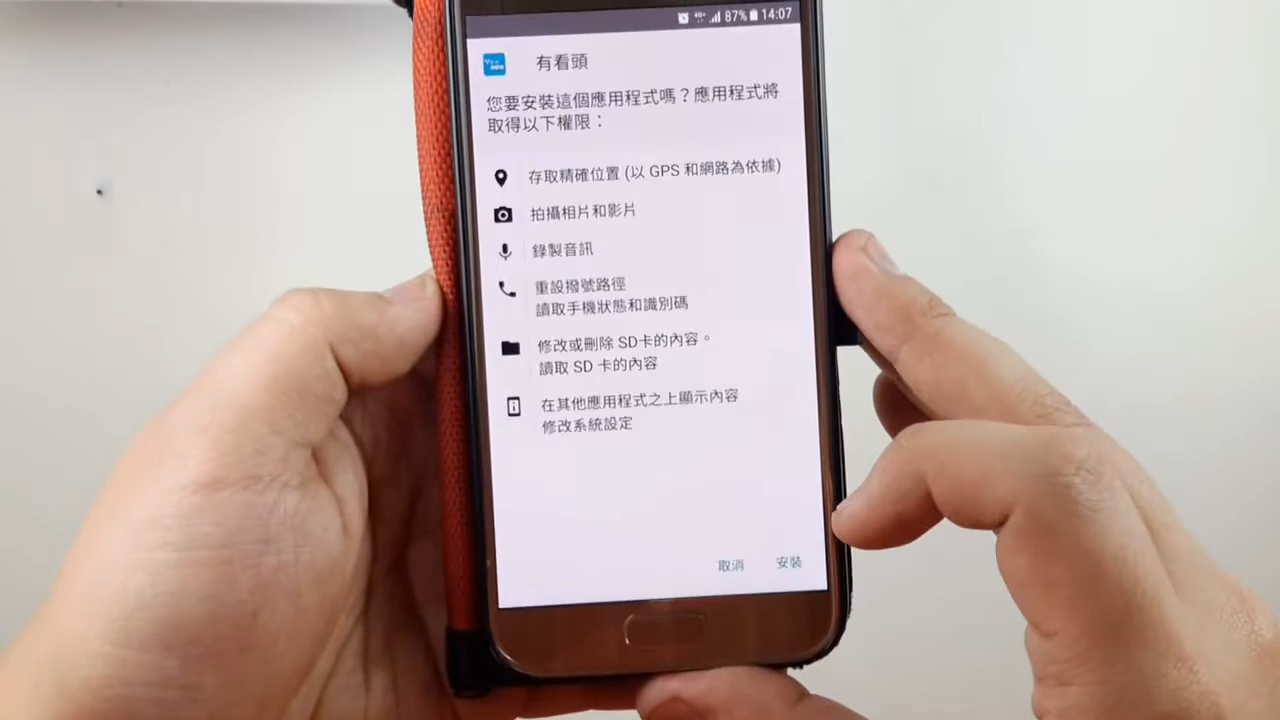 4G+ 87% 14:07
有看頭
您要安裝這個應用程式嗎？應用程式將
取得以下權限：
存取精確位置 (以 GPS 和網路為依據)
拍攝相片和影片
錄製音訊
重設撥號路徑
讀取手機狀態和識別碼
修改或刪除 SD卡的內容。
讀取 SD 卡的內容
在其他應用程式之上顯示內容
修改系統設定
取消 安裝